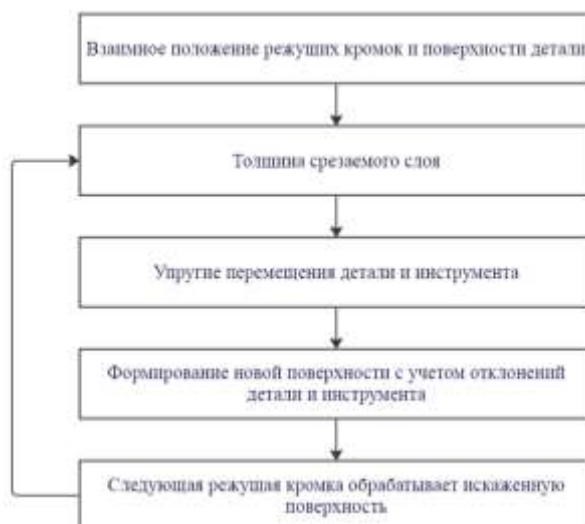 Взаимное положение режущих кромок и поверхности детали
Толщина срезаемого слоя
Упругие перемещения детали и инструмента
Формирование новой поверхности с учетом отклонений
детали и инструмента
Следующая режущая кромка обрабатывает искаженную
поверхность